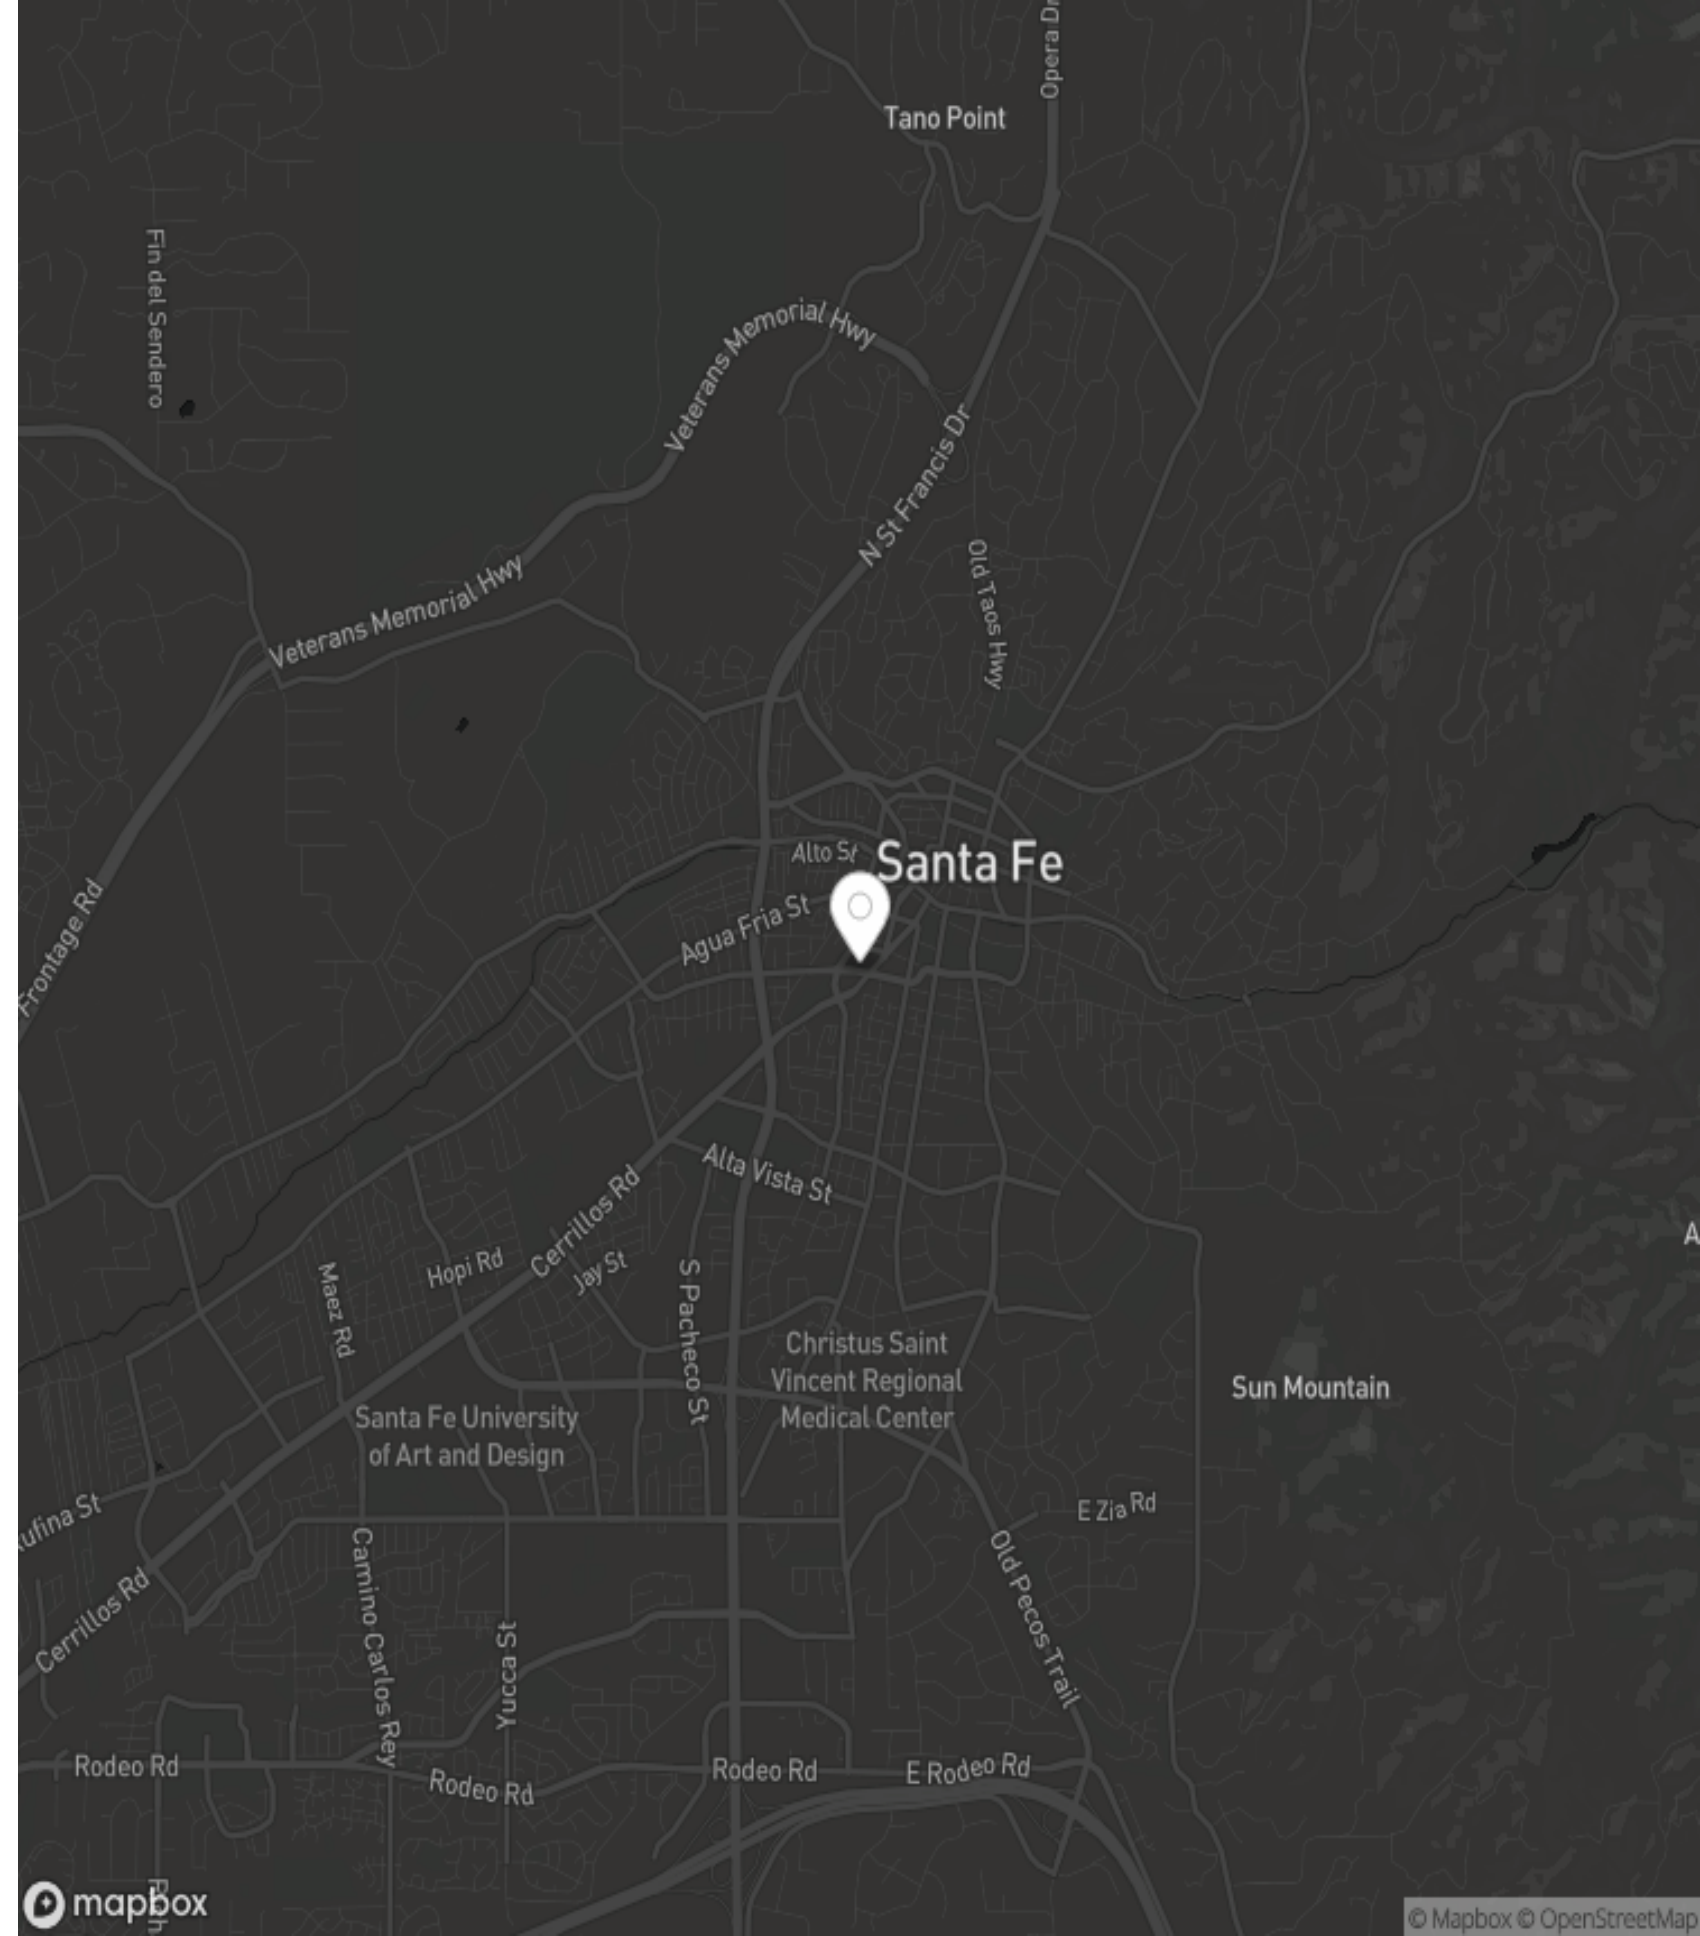 Opera Dr
Tano Point
Fin del Sendero
Veterans Memorial Hwy
N St Francis Dr
Old Taos Hwy
Veterans Memorial Hwy
Alto St
Santa Fe
Agua Fria St
Frontage Rd
Alta Vista St
Cerrillos Rd
Hopi Rd
Jay St
Maez Rd
S Pacheco St
Christus Saint
Vincent Regional
Medical Center
Sun Mountain
Santa Fe University
of Art and Design
E Zia Rd
ufina St
Old Pecos Trail
Camino Carlos Rey
Cerrillos Rd
Yucca St
Rodeo Rd
Rodeo Rd
Rodeo Rd
E Rodeo Rd
mapbox
© Mapbox © OpenStreetMap